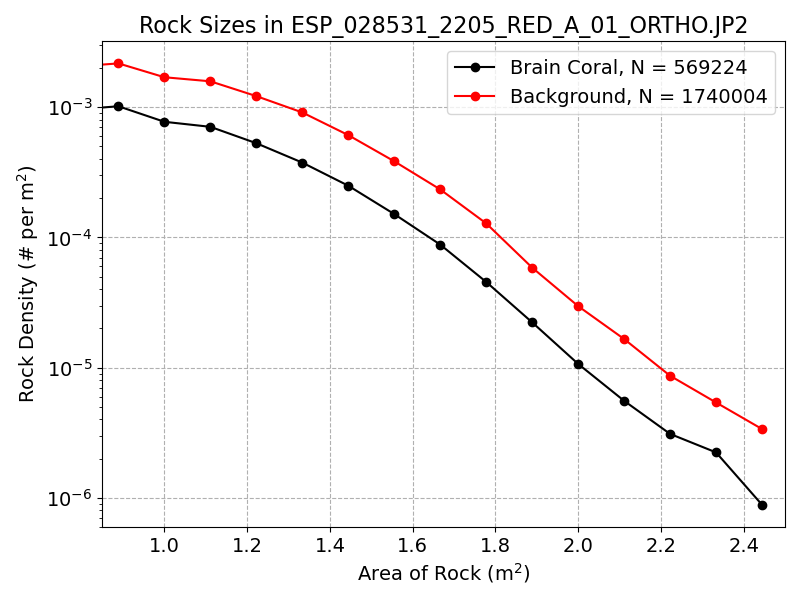 Rock Sizes in ESP_028531_2205_RED_A_01_ORTHO.JP2
Brain Coral, N = 569224
Background, N = 1740004
Rock Density (# per m²)
10⁻³
10⁻⁴
10⁻⁵
10⁻⁶
1.0 1.2 1.4 1.6 1.8 2.0 2.2 2.4
Area of Rock (m²)